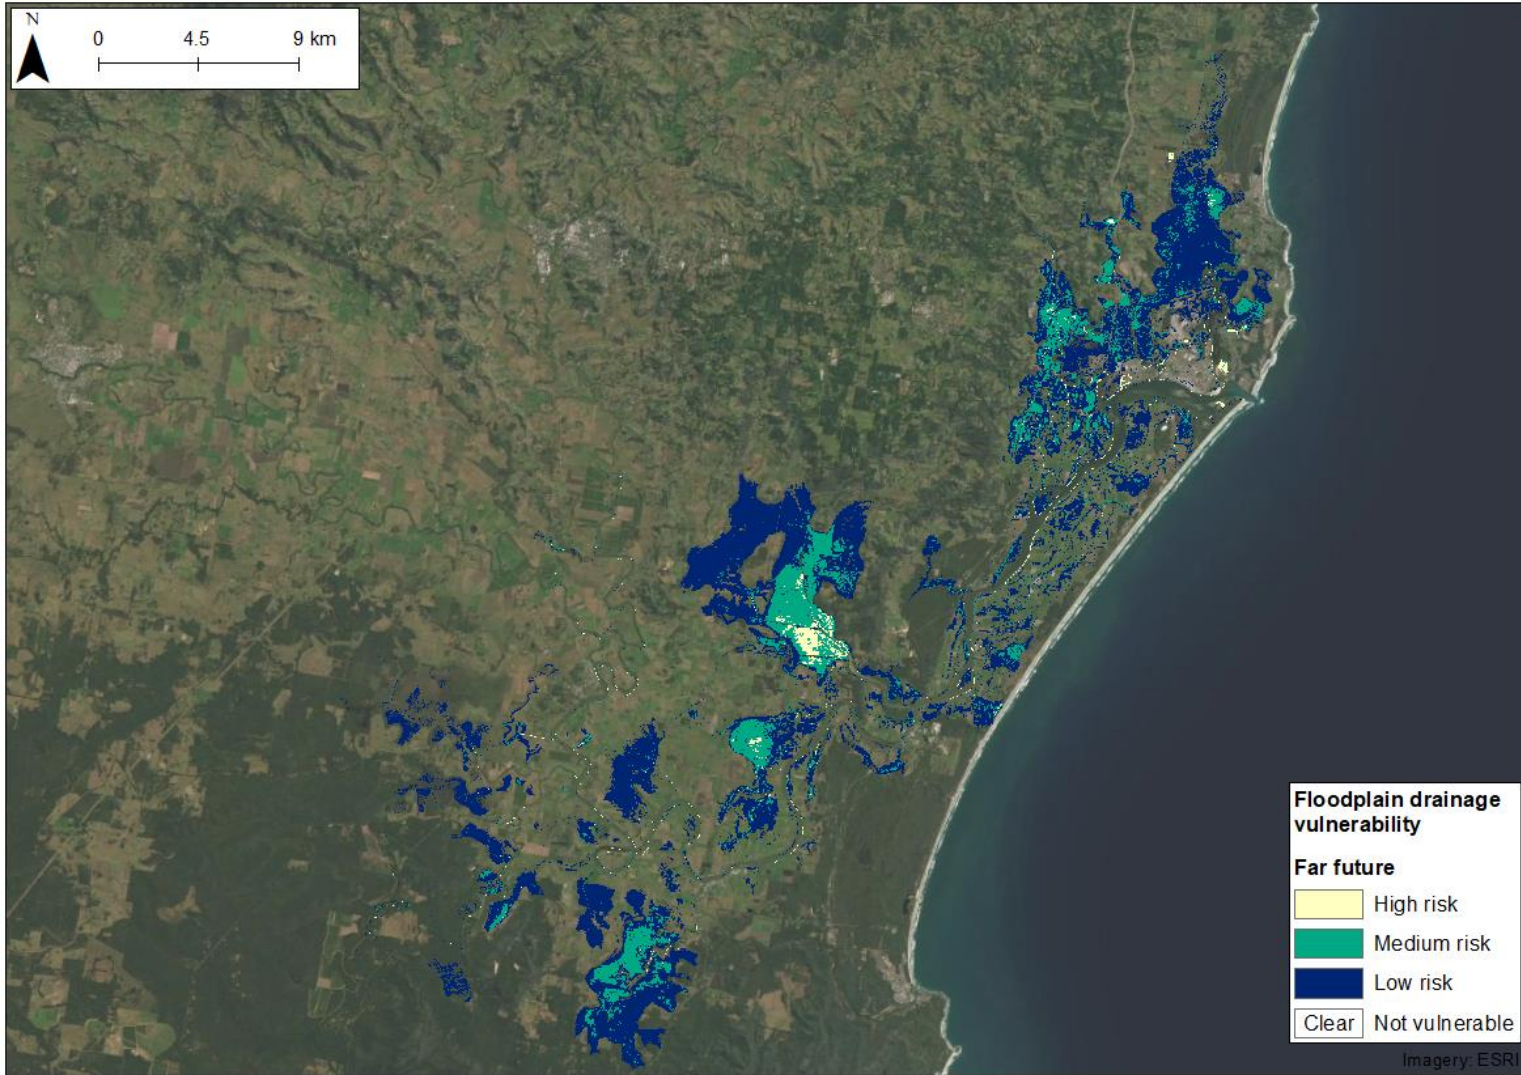 N
0 4.5 9 km
Floodplain drainage
vulnerability
Far future
High risk
Medium risk
Low risk
Clear Not vulnerable
Imagery: ESRI